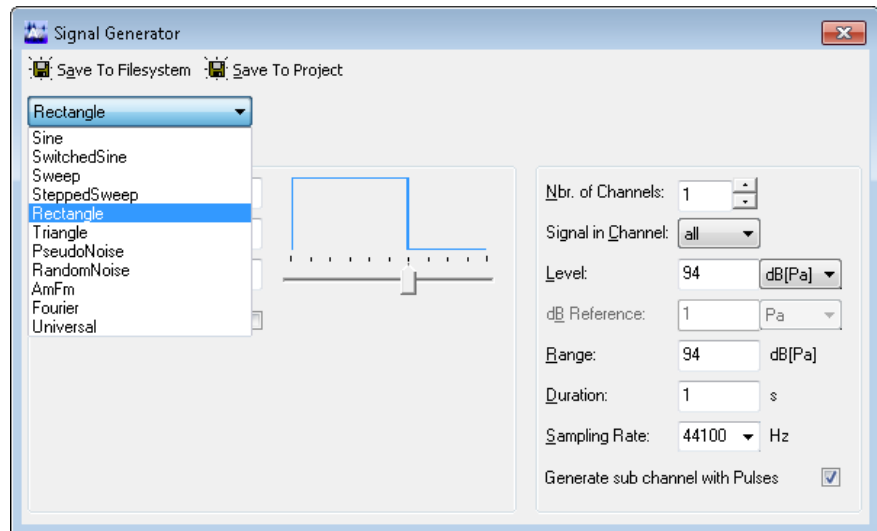 Signal Generator
Save To Filesystem Save To Project
Rectangle
Sine
SwitchedSine
Sweep
SteppedSweep
Rectangle
Triangle
PseudoNoise
RandomNoise
AmFm
Fourier
Universal
Nbr. of Channels: 1
Signal in Channel: all
Level: 94 dB[Pa]
dB Reference: 1 Pa
Range: 94 dB[Pa]
Duration: 1 s
Sampling Rate: 44100 Hz
Generate sub channel with Pulses